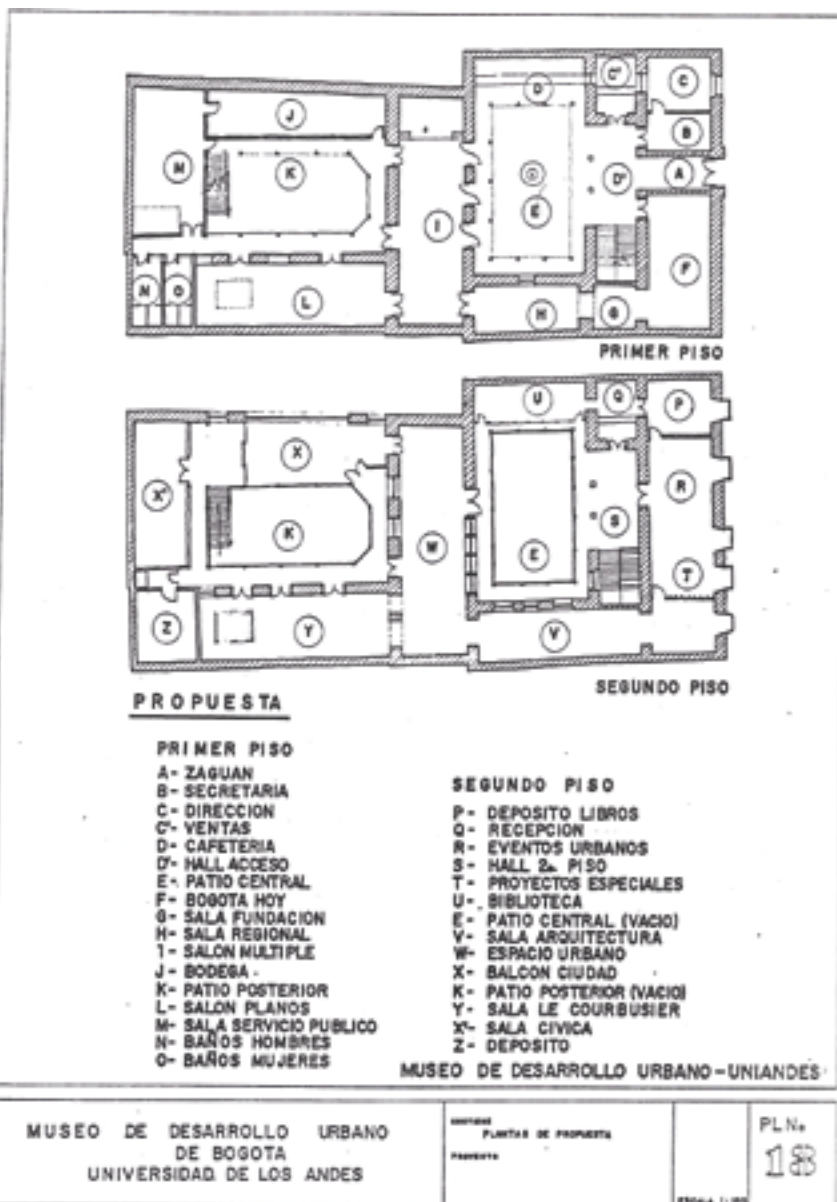 C'
D
C
J
B
M
K
A
D'
E
I
F
N
O
L
H
G
PRIMER PISO
U
Q
P
X
X'
R
K
S
W
E
T
Z
Y
V
SEGUNDO PISO
PROPUESTA
PRIMER PISO
A- ZAGUAN
B- SECRETARIA
C- DIRECCION
C'- VENTAS
D- CAFETERIA
D'- HALL ACCESO
E- PATIO CENTRAL
F- BOGOTA HOY
G- SALA FUNDACION
H- SALA REGIONAL
I- SALON MULTIPLE
J- BODEGA
K- PATIO POSTERIOR
L- SALON PLANOS
M- SALA SERVICIO PUBLICO
N- BAÑOS HOMBRES
O- BAÑOS MUJERES
SEGUNDO PISO
P- DEPOSITO LIBROS
Q- RECEPCION
R- EVENTOS URBANOS
S- HALL 2a. PISO
T- PROYECTOS ESPECIALES
U- BIBLIOTECA
E- PATIO CENTRAL (VACIO)
V- SALA ARQUITECTURA
W- ESPACIO URBANO
X- BALCON CIUDAD
K- PATIO POSTERIOR (VACIO)
Y- SALA LE COURBUSIER
X'- SALA CIVICA
Z- DEPOSITO
MUSEO DE DESARROLLO URBANO-UNIANDES
MUSEO DE DESARROLLO URBANO
DE BOGOTA
UNIVERSIDAD DE LOS ANDES
PLANTAS DE PROPUESTA
PL No
18